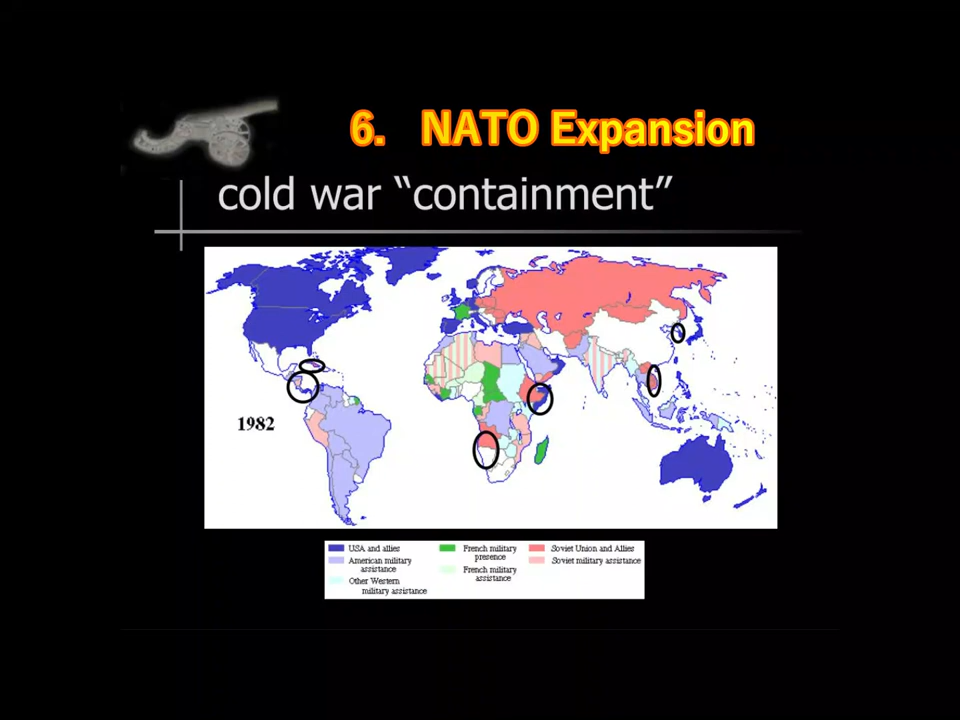 6. NATO Expansion
cold war “containment”
1982
USA and allies
American military
assistance
Other Western
military assistance
French military
presence
French military
assistance
Soviet Union and Allies
Soviet military assistance